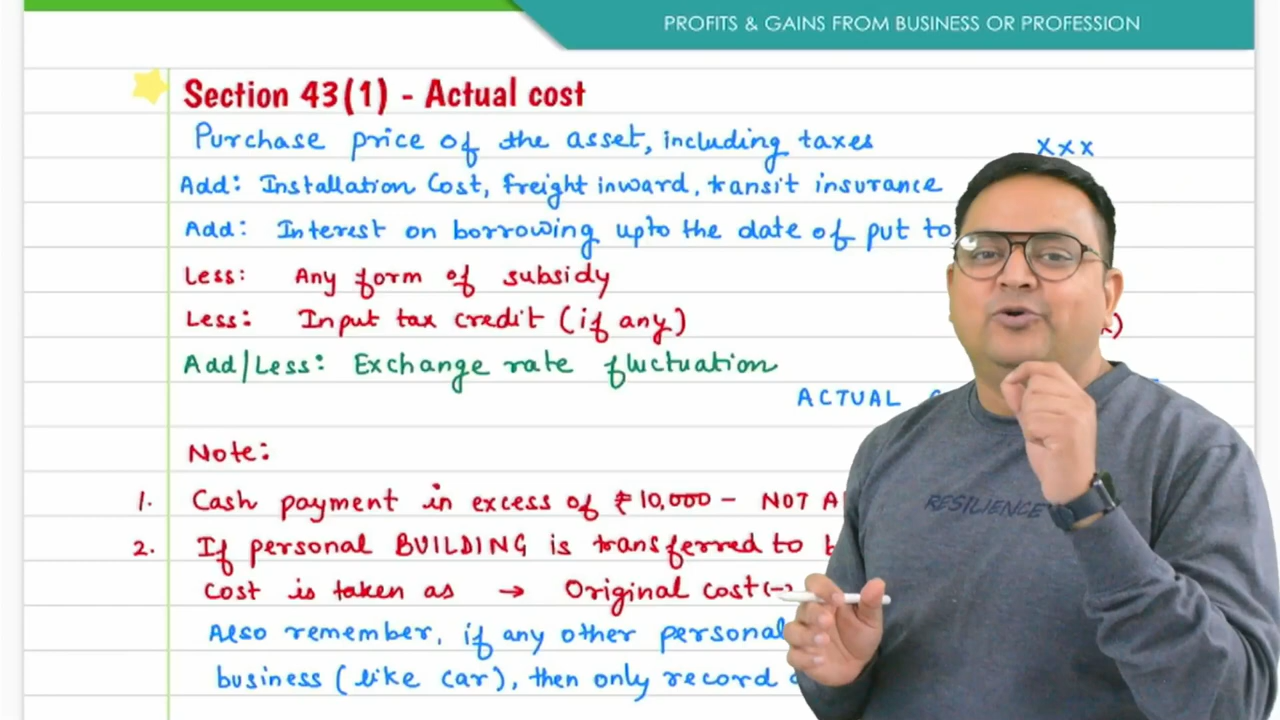 PROFITS & GAINS FROM BUSINESS OR PROFESSION
Section 43(1) - Actual cost
Purchase price of the asset, including taxes xxx
Add: Installation Cost, freight inward, transit insurance
Add: Interest on borrowing upto the date of put to
Less: Any form of subsidy
Less: Input tax credit (if any)
Add/Less: Exchange rate fluctuation
ACTUAL
Note:
1. Cash payment in excess of ₹10,000 - NOT
2. If personal BUILDING is transferred to
cost is taken as → Original cost (-)
Also remember, if any other personal
business (like car), then only record
RESILIENCE